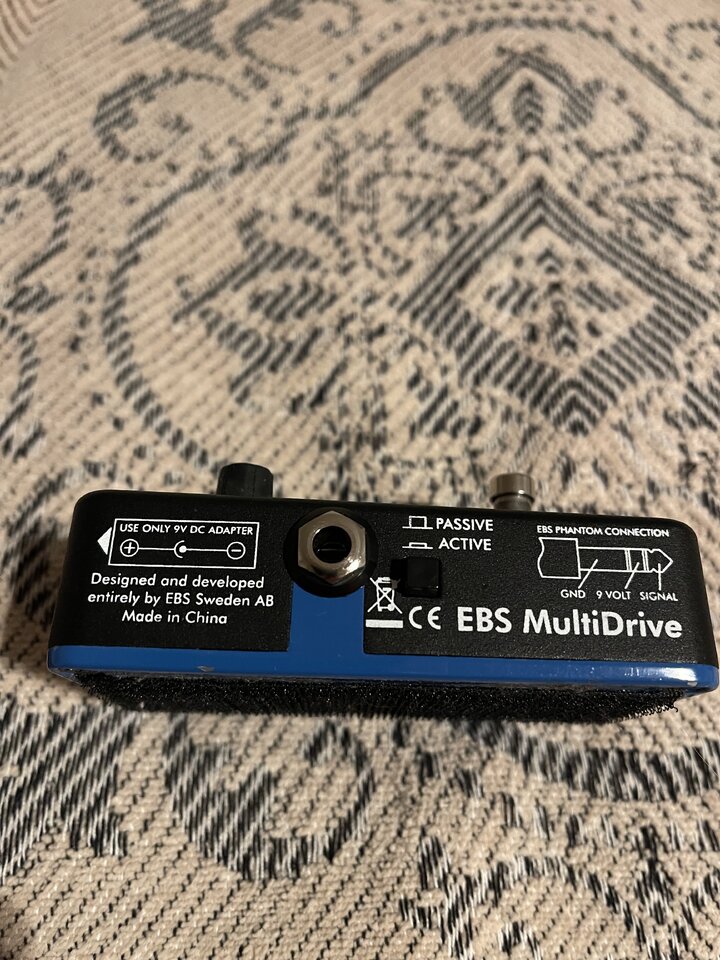 USE ONLY 9V DC ADAPTER
+ −
Designed and developed
entirely by EBS Sweden AB
Made in China
PASSIVE
ACTIVE
CE EBS MultiDrive
EBS PHANTOM CONNECTION
GND 9 VOLT SIGNAL